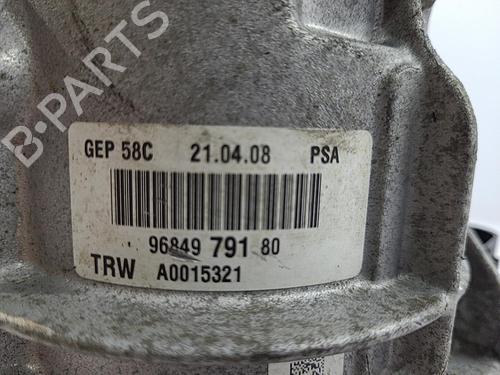 B-PARTS
GEP 58C 21.04.08 PSA
96849 791 80
TRW A0015321